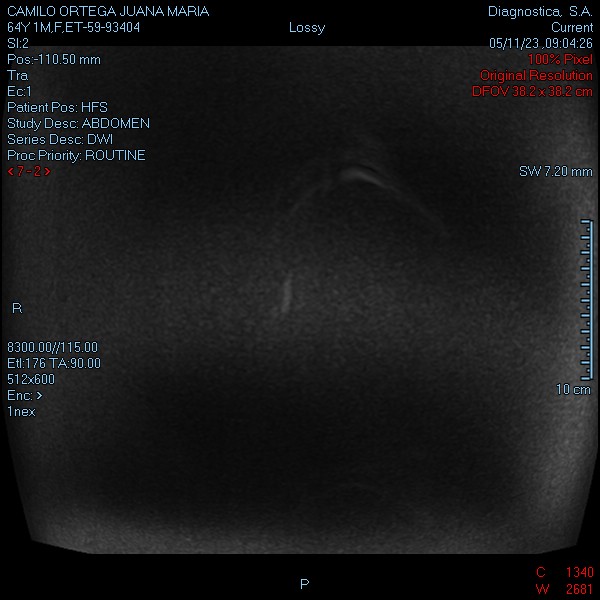 CAMILO ORTEGA JUANA MARIA
64Y 1M,F,ET-59-93404
Sl:2
Pos:-110.50 mm
Tra
Ec:1
Patient Pos: HFS
Study Desc: ABDOMEN
Series Desc: DWI
Proc Priority: ROUTINE
< 7 - 2 >
Lossy
Diagnostica, S.A.
Current
05/11/23 ,09:04:26
100% Pixel
Original Resolution
DFOV 38.2 x 38.2 cm
SW 7.20 mm
R
10 cm
8300.00//115.00
Etl:176 TA:90.00
512x600
Enc: >
1nex
P
C 1340
W 2681